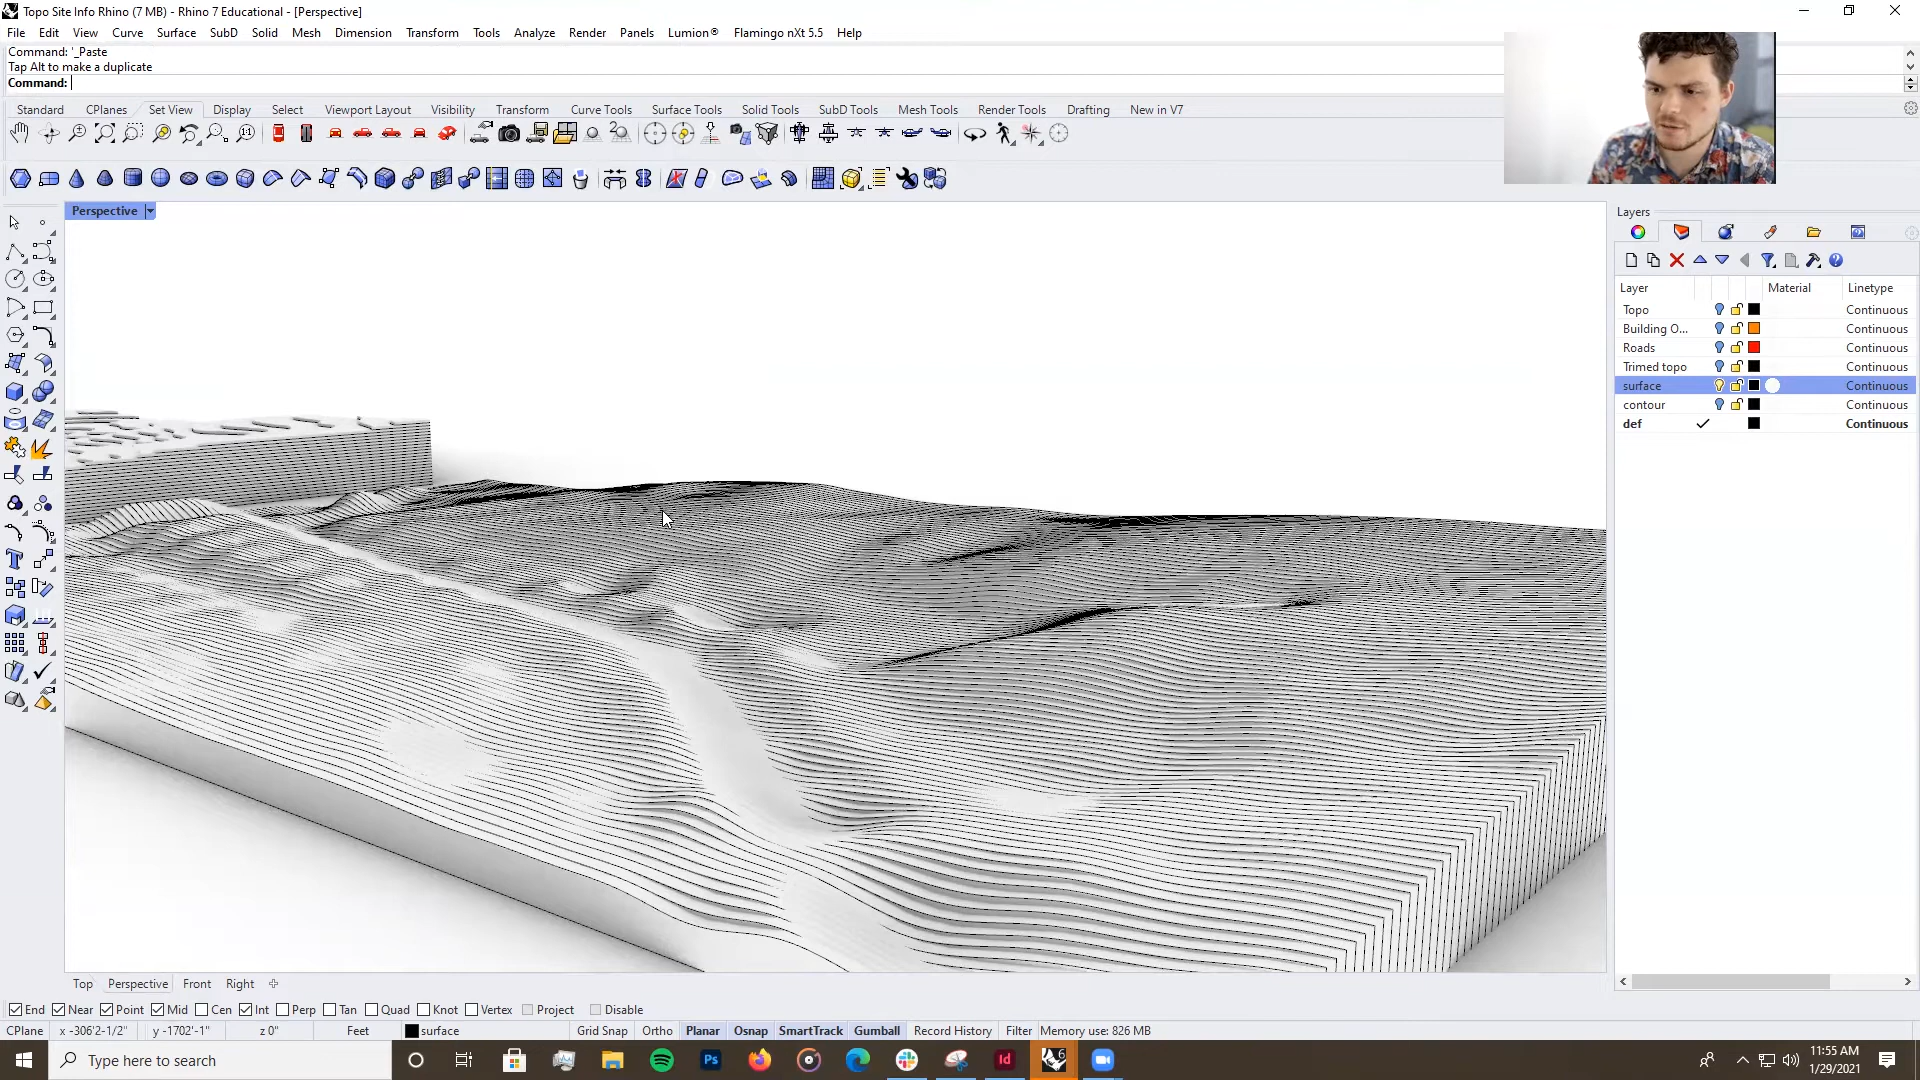 Topo Site Info Rhino (7 MB) - Rhino 7 Educational - [Perspective]
File Edit View Curve Surface SubD Solid Mesh Dimension Transform Tools Analyze Render Panels Lumion® Flamingo nXt 5.5 Help
Command: '_Paste
Tap Alt to make a duplicate
Command:
Standard CPlanes Set View Display Select Viewport Layout Visibility Transform Curve Tools Surface Tools Solid Tools SubD Tools Mesh Tools Render Tools Drafting New in V7
Perspective
Layers
Layer Material Linetype
Topo Continuous
Building O... Continuous
Roads Continuous
Trimed topo Continuous
surface Continuous
contour Continuous
def Continuous
Top Perspective Front Right
End Near Point Mid Cen Int Perp Tan Quad Knot Vertex Project Disable
CPlane x -306'2-1/2" y -1702'-1" z 0" Feet surface Grid Snap Ortho Planar Osnap SmartTrack Gumball Record History Filter Memory use: 826 MB
Type here to search
11:55 AM
1/29/2021